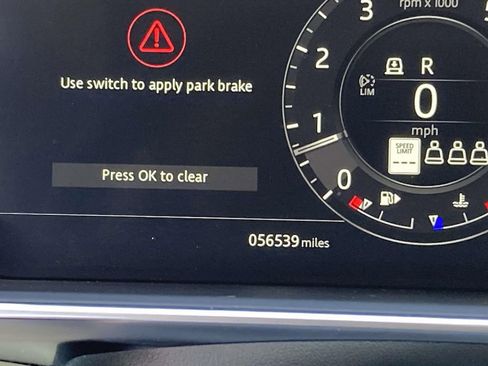 3
rpm x 1000
5
2
R
Use switch to apply park brake
LIM
0
mph
1
SPEED
LIMIT
---
Press OK to clear
0
056539 miles